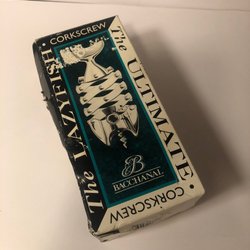 The LAZYFISH · CORKSCREW
The ULTIMATE · CORKSCREW
B
BACCHANAL